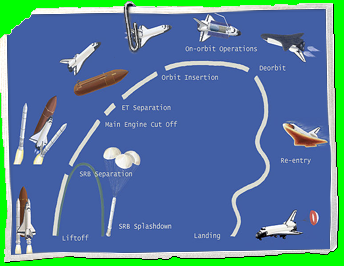 On-orbit Operations
Deorbit
Orbit Insertion
ET Separation
Main Engine Cut Off
Re-entry
SRB Separation
SRB Splashdown
Liftoff
Landing